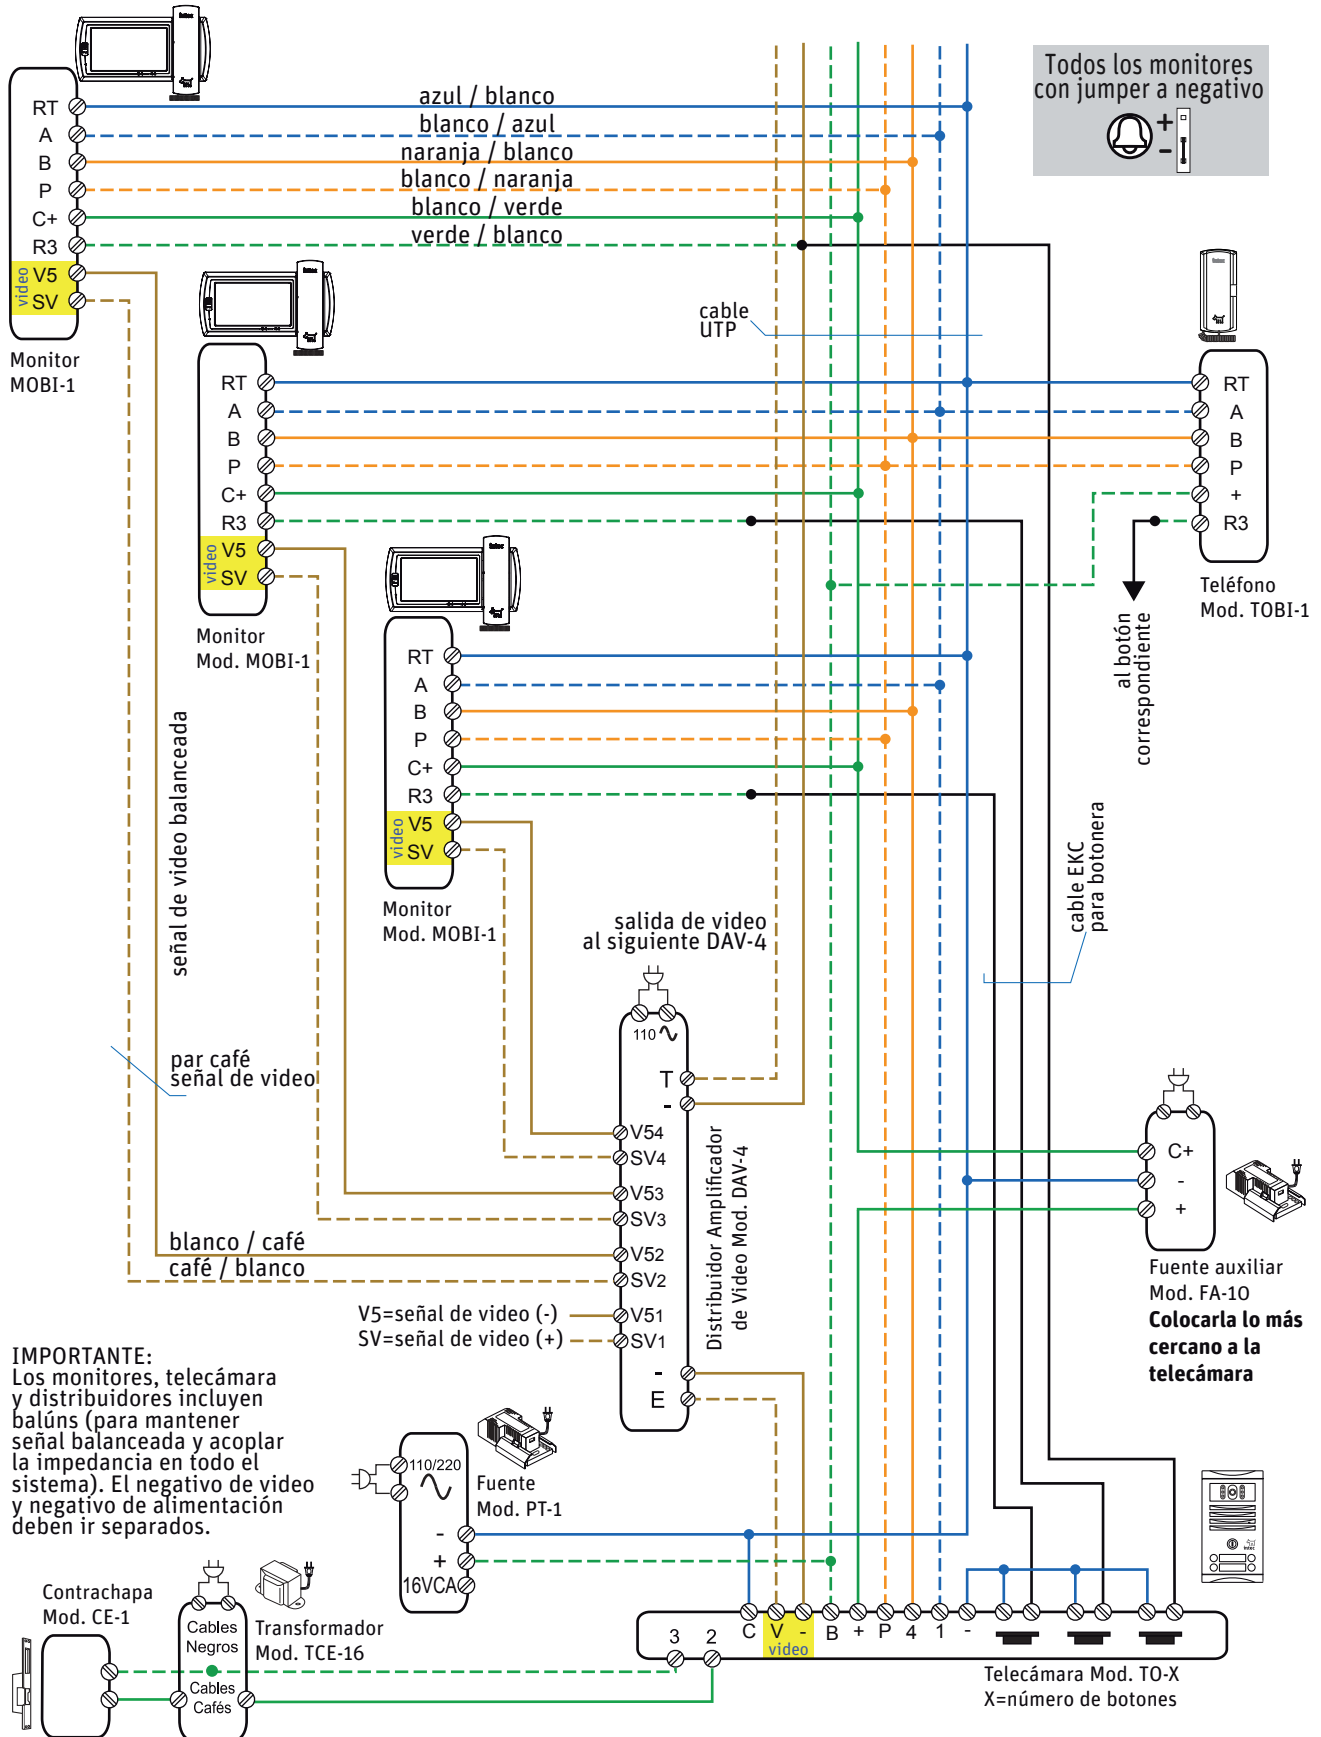 Todos los monitores
con jumper a negativo
+
-
intec
RT
A
B
P
C+
R3
V5
SV
video
Monitor
MOBI-1
azul / blanco
blanco / azul
naranja / blanco
blanco / naranja
blanco / verde
verde / blanco
cable
UTP
intec
RT
A
B
P
C+
R3
V5
SV
video
Monitor
Mod. MOBI-1
RT
A
B
P
+
R3
Teléfono
Mod. TOBI-1
al botón
correspondiente
intec
RT
A
B
P
C+
R3
V5
SV
video
Monitor
Mod. MOBI-1
señal de video balanceada
par café
señal de video
cable EKC
para botonera
salida de video
al siguiente DAV-4
110
T
-
V54
SV4
V53
SV3
V52
SV2
V51
SV1
-
E
Distribuidor Amplificador
de Video Mod. DAV-4
blanco / café
café / blanco
V5=señal de video (-)
SV=señal de video (+)
C+
-
+
Fuente auxiliar
Mod. FA-10
Colocarla lo más
cercano a la
telecámara
IMPORTANTE:
Los monitores, telecámara
y distribuidores incluyen
balúns (para mantener
señal balanceada y acoplar
la impedancia en todo el
sistema). El negativo de video
y negativo de alimentación
deben ir separados.
110/220
-
+
16VCA
Fuente
Mod. PT-1
intec
Contrachapa
Mod. CE-1
Cables
Negros
Cables
Cafés
Transformador
Mod. TCE-16
3 2 C V - B + P 4 1 -
video
Telecámara Mod. TO-X
X=número de botones